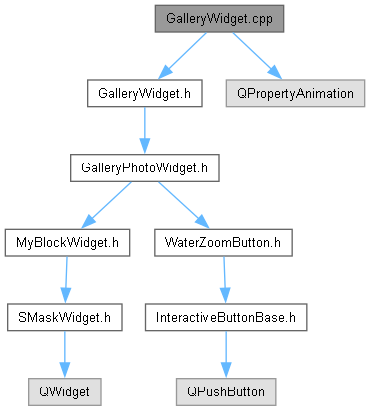 GalleryWidget.cpp
GalleryWidget.h
QPropertyAnimation
GalleryPhotoWidget.h
MyBlockWidget.h
WaterZoomButton.h
SMaskWidget.h
InteractiveButtonBase.h
QWidget
QPushButton